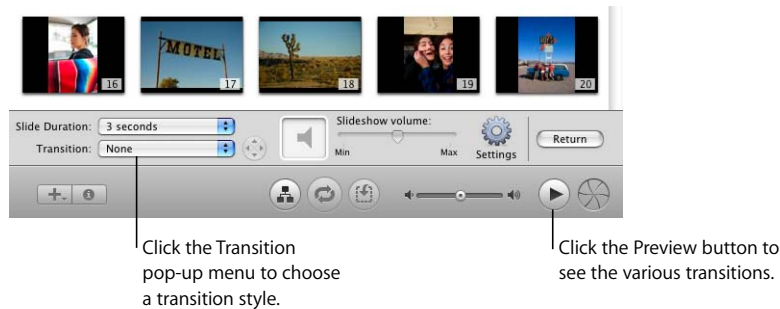 MOTEL
16
17
18
19
20
Slide Duration: 3 seconds
Slideshow volume:
Transition: None
Min
Max
Settings
Return
Click the Transition
pop-up menu to choose
a transition style.
Click the Preview button to
see the various transitions.